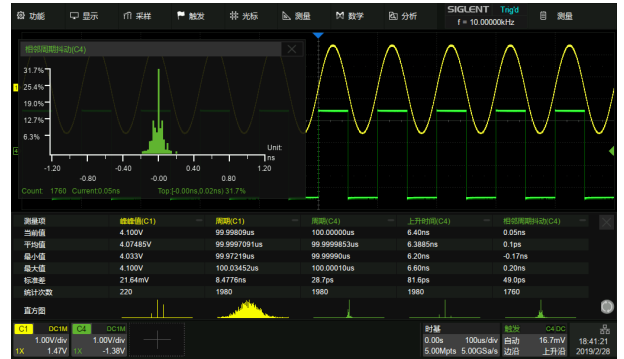 功能 显示 采样 触发 光标 测量 数学 分析 SIGLENT Trig'd 测量
f = 10.00000kHz
相邻周期抖动(C4)
31.7%
25.4%
19.0%
12.7%
6.3%
Unit:
ns
-1.20 -0.40 0.40 1.20
-0.80 -0.00 0.80
Count: 1760 Current:0.05ns Top:[-0.00ns,0.02ns) 31.7%
测量项 峰峰值(C1) 周期(C1) 周期(C4) 上升时间(C4) 相邻周期抖动(C4)
当前值 4.100V 99.99809us 100.00000us 6.40ns 0.05ns
平均值 4.07485V 99.9997091us 99.9999853us 6.3885ns 0.1ps
最小值 4.033V 99.97219us 99.99990us 6.20ns -0.17ns
最大值 4.100V 100.03452us 100.00010us 6.60ns 0.20ns
标准差 21.64mV 8.4776ns 28.7ps 81.6ps 49.0ps
统计次数 220 1980 1980 1980 1760
直方图
C1 DC1M C4 DC1M 时基 触发 C4 DC
1.00V/div 1.00V/div 0.00s 100us/div 自动 16.7mV 18:41:21
1X 1.47V 1X -1.38V 5.00Mpts 5.00GSa/s 边沿 上升沿 2019/2/28